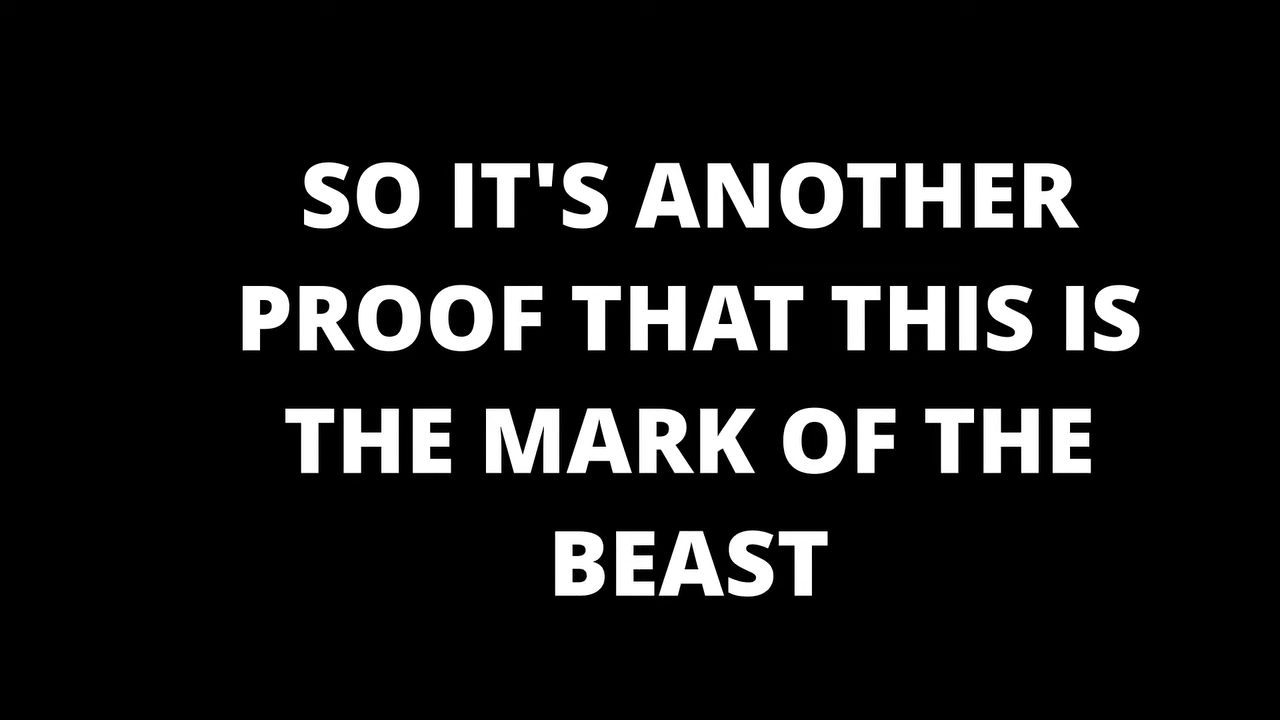 SO IT'S ANOTHER
PROOF THAT THIS IS
THE MARK OF THE
BEAST